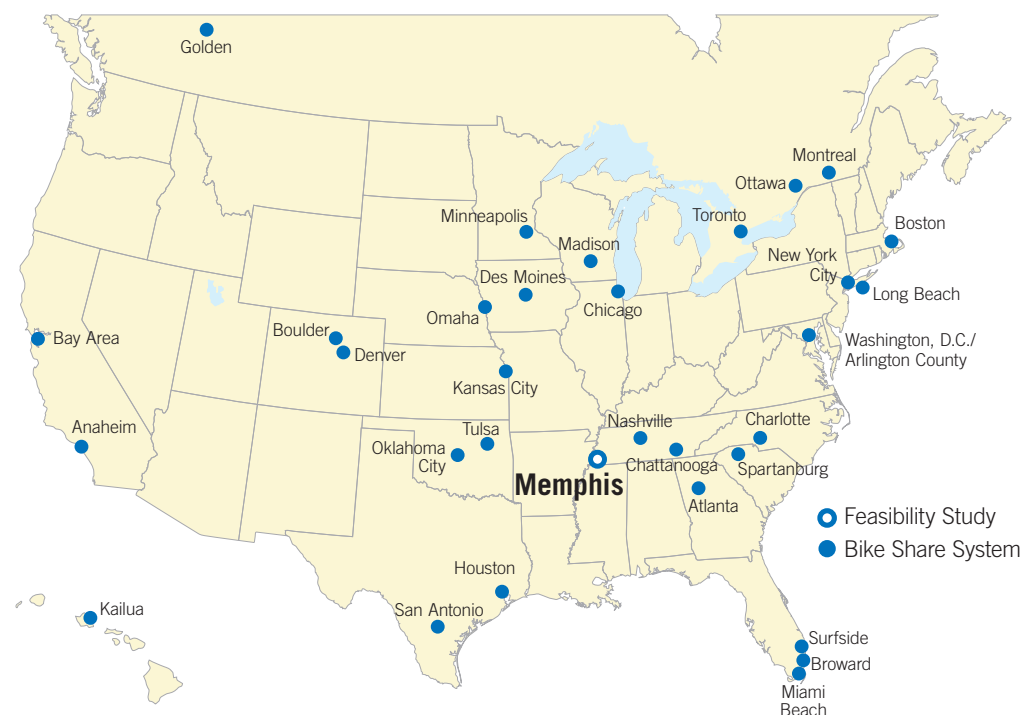 Golden
Montreal
Ottawa
Toronto
Minneapolis
Boston
Madison
New York
City
Des Moines
Long Beach
Chicago
Omaha
Boulder
Bay Area
Denver
Washington, D.C./
Arlington County
Kansas City
Anaheim
Nashville
Charlotte
Tulsa
Oklahoma
City
Chattanooga
Spartanburg
Memphis
Atlanta
Feasibility Study
Bike Share System
Houston
Kailua
San Antonio
Surfside
Broward
Miami
Beach